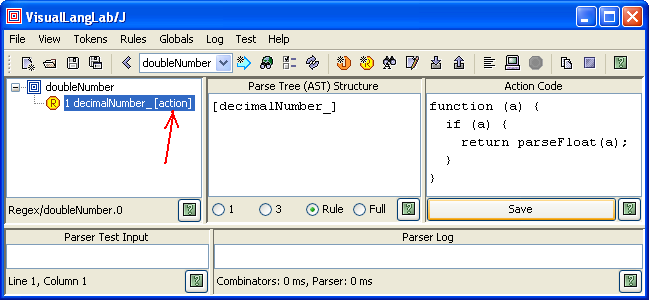 VisualLangLab/J
File View Tokens Rules Globals Log Test Help
doubleNumber
doubleNumber
R 1 decimalNumber_ [action]
Regex/doubleNumber.0
Parse Tree (AST) Structure
[decimalNumber_]
1 3 Rule Full
Action Code
function (a) {
if (a) {
return parseFloat(a);
}
}
Save
Parser Test Input
Line 1, Column 1
Parser Log
Combinators: 0 ms, Parser: 0 ms